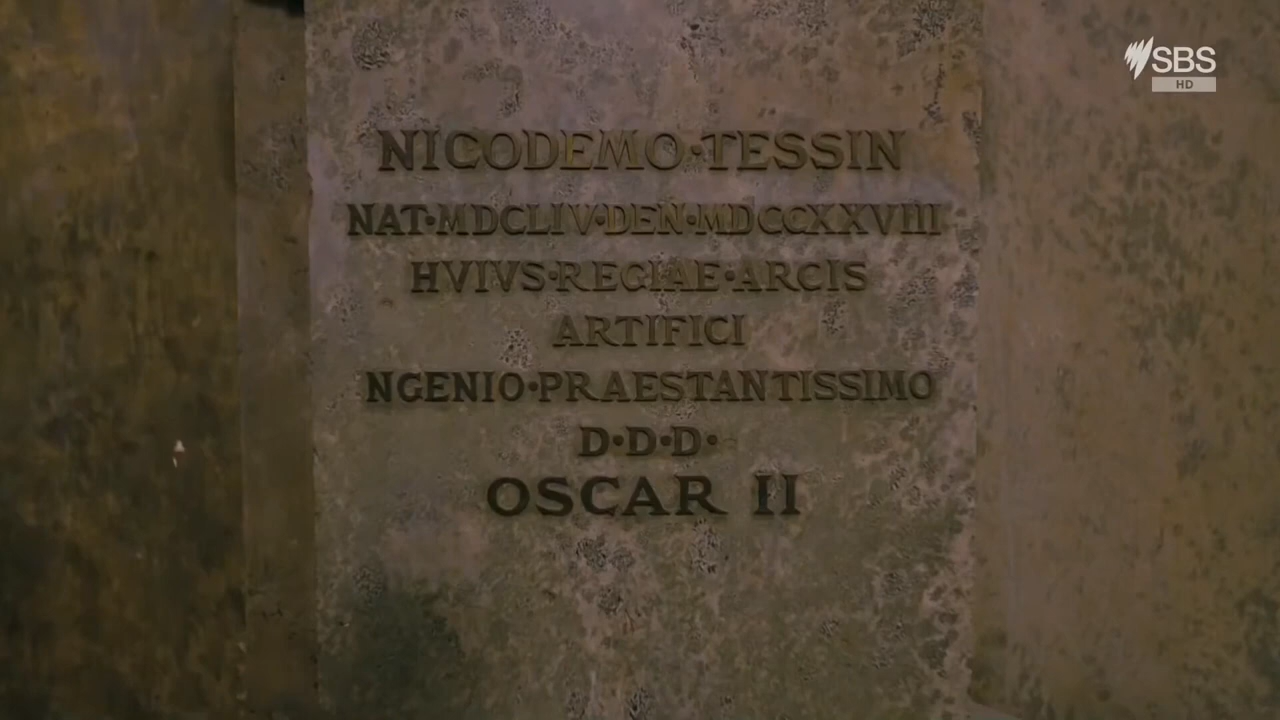 SBS
HD
NICODEMO·TESSIN
NAT·MDCLIV·DEN·MDCCXXVIII
HVIVS·REGIAE·ARCIS
ARTIFICI
NGENIO·PRAESTANTISSIMO
D·D·D·
OSCAR II